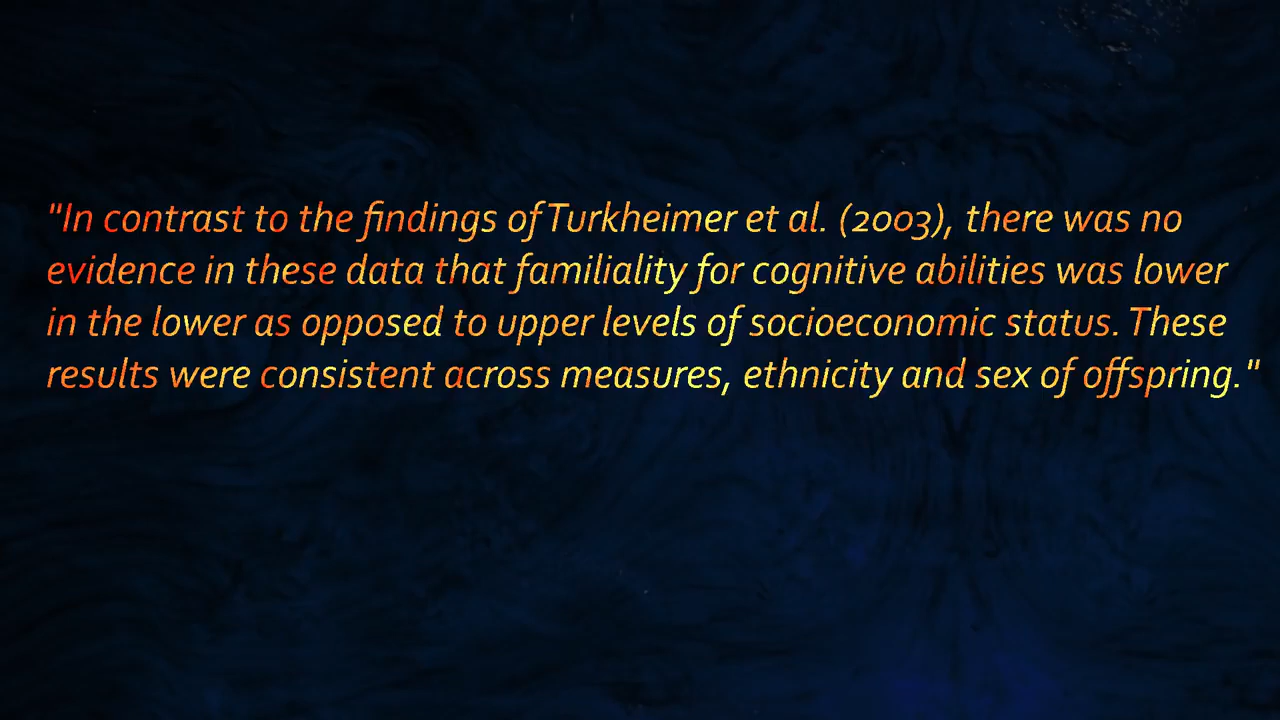 "In contrast to the findings of Turkheimer et al. (2003), there was no
evidence in these data that familiality for cognitive abilities was lower
in the lower as opposed to upper levels of socioeconomic status. These
results were consistent across measures, ethnicity and sex of offspring."